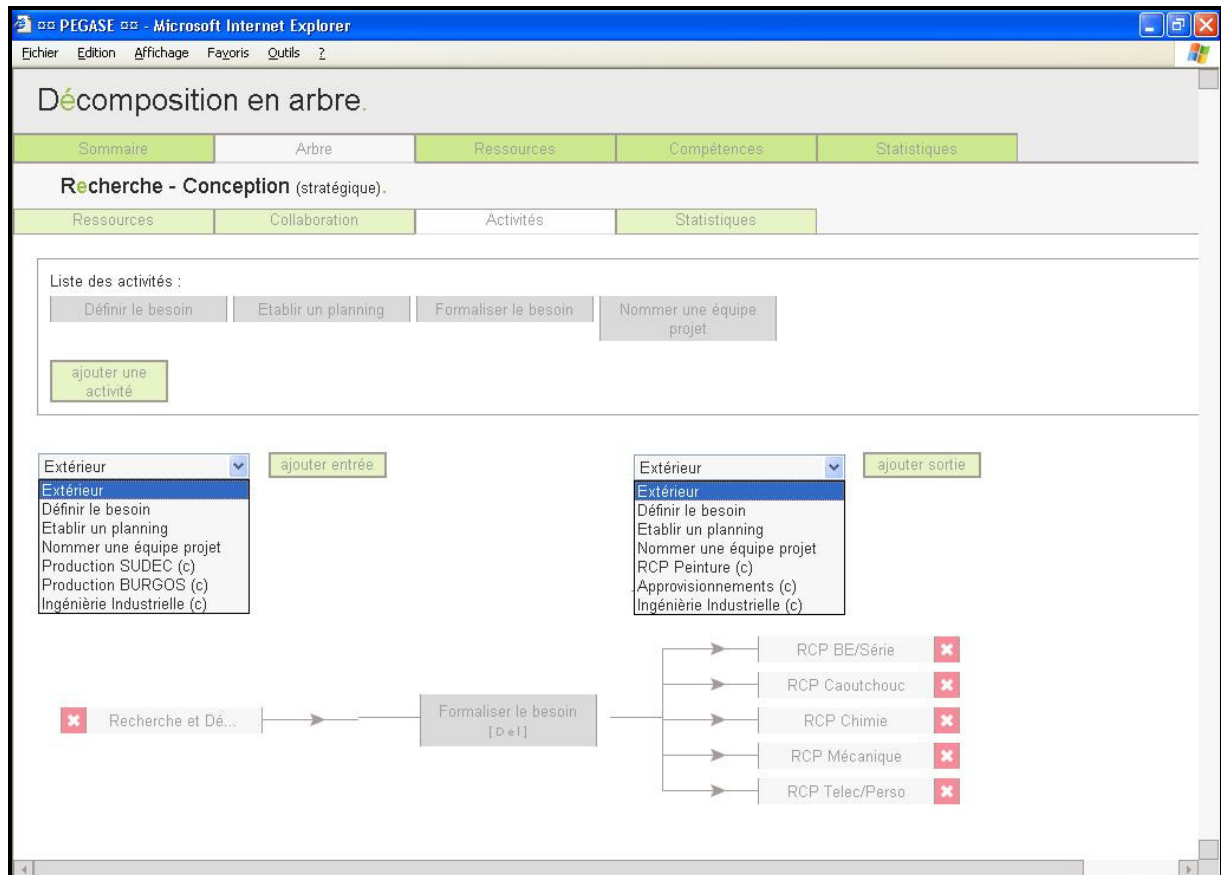 ¤¤ PEGASE ¤¤ - Microsoft Internet Explorer
Fichier Edition Affichage Favoris Outils ?
Décomposition en arbre.
Sommaire Arbre Ressources Compétences Statistiques
Recherche - Conception (stratégique).
Ressources Collaboration Activités Statistiques
Liste des activités :
Définir le besoin Etablir un planning Formaliser le besoin Nommer une équipe
projet
ajouter une
activité
Extérieur ajouter entrée
Extérieur
Définir le besoin
Etablir un planning
Nommer une équipe projet
Production SUDEC (c)
Production BURGOS (c)
Ingénièrie Industrielle (c)
Extérieur ajouter sortie
Extérieur
Définir le besoin
Etablir un planning
Nommer une équipe projet
RCP Peinture (c)
Approvisionnements (c)
Ingénièrie Industrielle (c)
Recherche et Dé...
Formaliser le besoin
[Del]
RCP BE/Série
RCP Caoutchouc
RCP Chimie
RCP Mécanique
RCP Telec/Perso